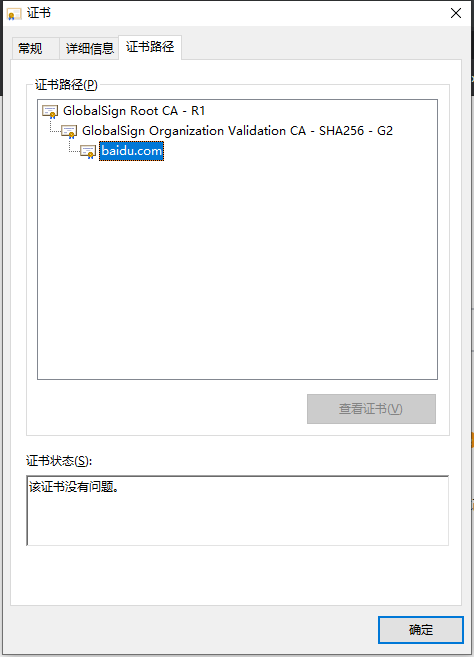 证书
常规
详细信息
证书路径
证书路径(P)
GlobalSign Root CA - R1
GlobalSign Organization Validation CA - SHA256 - G2
baidu.com
查看证书(V)
证书状态(S):
该证书没有问题。
确定